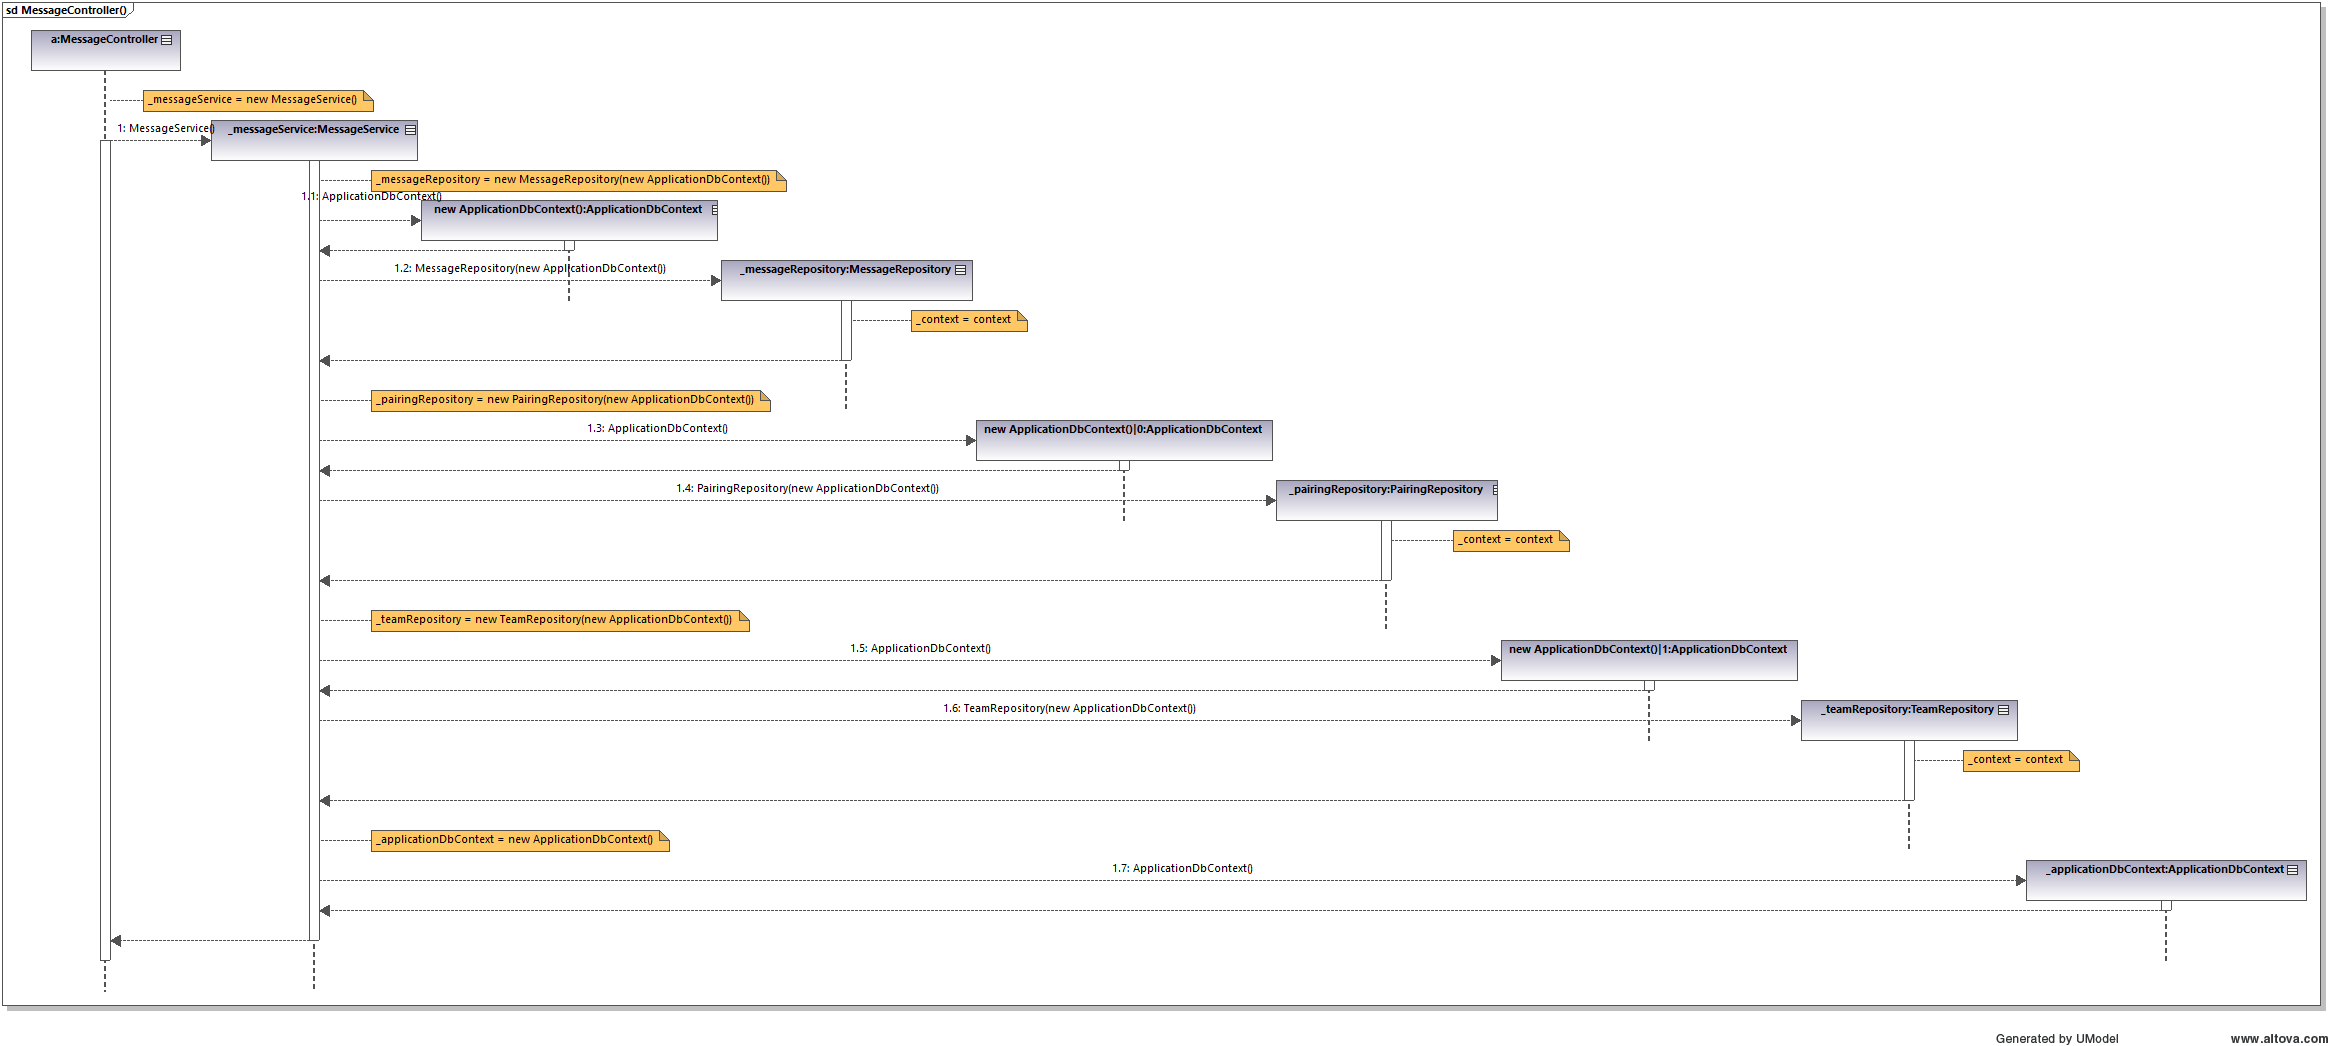 sd MessageController()
a:MessageController
_messageService = new MessageService()
1: MessageService()
_messageService:MessageService
_messageRepository = new MessageRepository(new ApplicationDbContext())
1.1: ApplicationDbContext()
new ApplicationDbContext():ApplicationDbContext
1.2: MessageRepository(new ApplicationDbContext())
_messageRepository:MessageRepository
_context = context
_pairingRepository = new PairingRepository(new ApplicationDbContext())
1.3: ApplicationDbContext()
new ApplicationDbContext()|0:ApplicationDbContext
1.4: PairingRepository(new ApplicationDbContext())
_pairingRepository:PairingRepository
_context = context
_teamRepository = new TeamRepository(new ApplicationDbContext())
1.5: ApplicationDbContext()
new ApplicationDbContext()|1:ApplicationDbContext
1.6: TeamRepository(new ApplicationDbContext())
_teamRepository:TeamRepository
_context = context
_applicationDbContext = new ApplicationDbContext()
1.7: ApplicationDbContext()
_applicationDbContext:ApplicationDbContext
Generated by UModel
www.altova.com